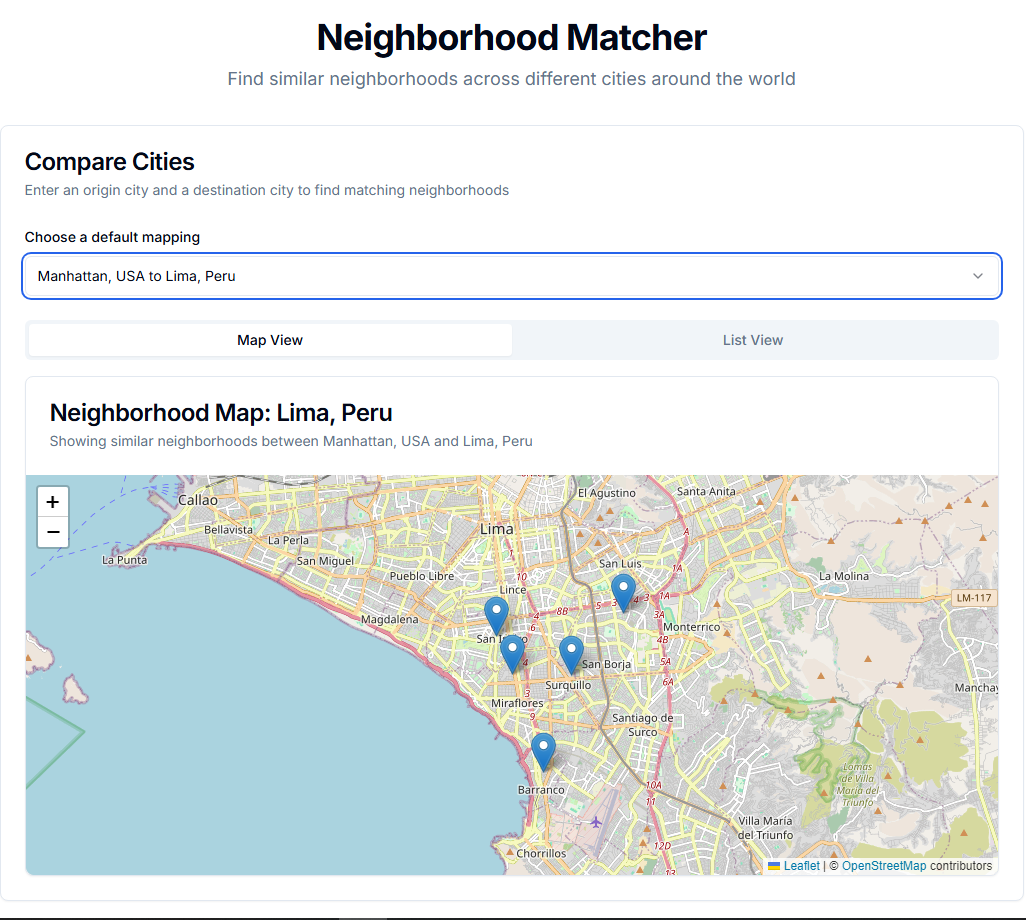 Neighborhood Matcher
Find similar neighborhoods across different cities around the world
Compare Cities
Enter an origin city and a destination city to find matching neighborhoods
Choose a default mapping
Manhattan, USA to Lima, Peru
Map View
List View
Neighborhood Map: Lima, Peru
Showing similar neighborhoods between Manhattan, USA and Lima, Peru
+
−
Callao
El Agustino
Santa Anita
Bellavista
Lima
La Perla
La Punta
San Miguel
San Luis
1A
3A
Pueblo Libre
10
La Molina
Lince
LM-117
8B
5
3
4
3
1A
6
Magdalena
4
Monterrico
San
4B
4
San Borja
5A
Surquillo
6A
3
Manchay
Miraflores
9
Santiago de
Surco
Lomas
de Villa
María del
Triunfo
10A
Barranco
11
Villa María
del Triunfo
12D
Chorrillos
Leaflet | © OpenStreetMap contributors